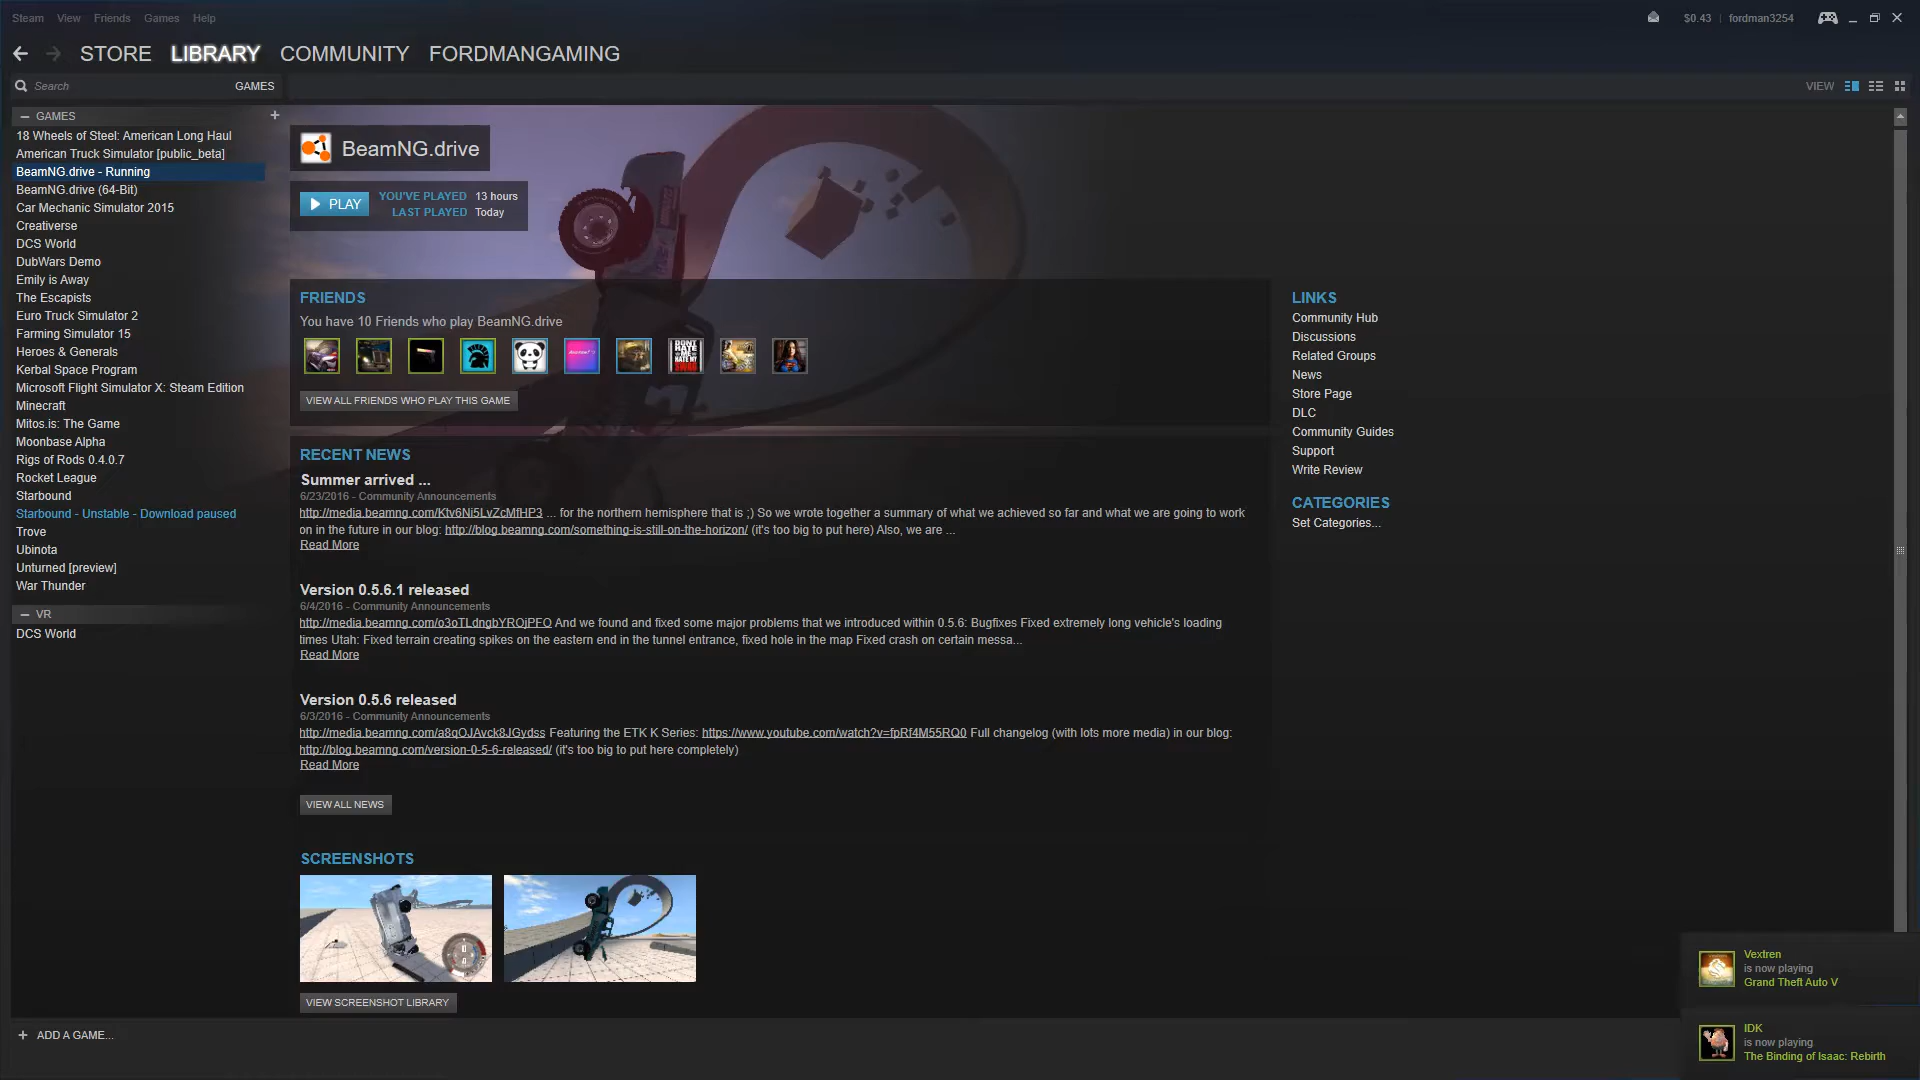 Steam View Friends Games Help
$0.43 | fordman3254
STORE LIBRARY COMMUNITY FORDMANGAMING
Search GAMES
VIEW
— GAMES +
18 Wheels of Steel: American Long Haul
American Truck Simulator [public_beta]
BeamNG.drive - Running
BeamNG.drive (64-Bit)
Car Mechanic Simulator 2015
Creativerse
DCS World
DubWars Demo
Emily is Away
The Escapists
Euro Truck Simulator 2
Farming Simulator 15
Heroes & Generals
Kerbal Space Program
Microsoft Flight Simulator X: Steam Edition
Minecraft
Mitos.is: The Game
Moonbase Alpha
Rigs of Rods 0.4.0.7
Rocket League
Starbound
Starbound - Unstable - Download paused
Trove
Ubinota
Unturned [preview]
War Thunder
— VR
DCS World
+ ADD A GAME...
BeamNG.drive
PLAY
YOU'VE PLAYED 13 hours
LAST PLAYED Today
FRIENDS
You have 10 Friends who play BeamNG.drive
DONT
HATE
ME
HATE MY
SWAG
VIEW ALL FRIENDS WHO PLAY THIS GAME
RECENT NEWS
Summer arrived ...
6/23/2016 - Community Announcements
http://media.beamng.com/Ktv6Ni5LvZcMfHP3 ... for the northern hemisphere that is ;) So we wrote together a summary of what we achieved so far and what we are going to work
on in the future in our blog: http://blog.beamng.com/something-is-still-on-the-horizon/ (it's too big to put here) Also, we are ...
Read More
Version 0.5.6.1 released
6/4/2016 - Community Announcements
http://media.beamng.com/o3oTLdngbYRQjPFO And we found and fixed some major problems that we introduced within 0.5.6: Bugfixes Fixed extremely long vehicle's loading
times Utah: Fixed terrain creating spikes on the eastern end in the tunnel entrance, fixed hole in the map Fixed crash on certain messa...
Read More
Version 0.5.6 released
6/3/2016 - Community Announcements
http://media.beamng.com/a8qOJAvck8JGydss Featuring the ETK K Series: https://www.youtube.com/watch?v=fpRf4M55RQ0 Full changelog (with lots more media) in our blog:
http://blog.beamng.com/version-0-5-6-released/ (it's too big to put here completely)
Read More
VIEW ALL NEWS
SCREENSHOTS
VIEW SCREENSHOT LIBRARY
LINKS
Community Hub
Discussions
Related Groups
News
Store Page
DLC
Community Guides
Support
Write Review
CATEGORIES
Set Categories...
Vextren
is now playing
Grand Theft Auto V
IDK
is now playing
The Binding of Isaac: Rebirth